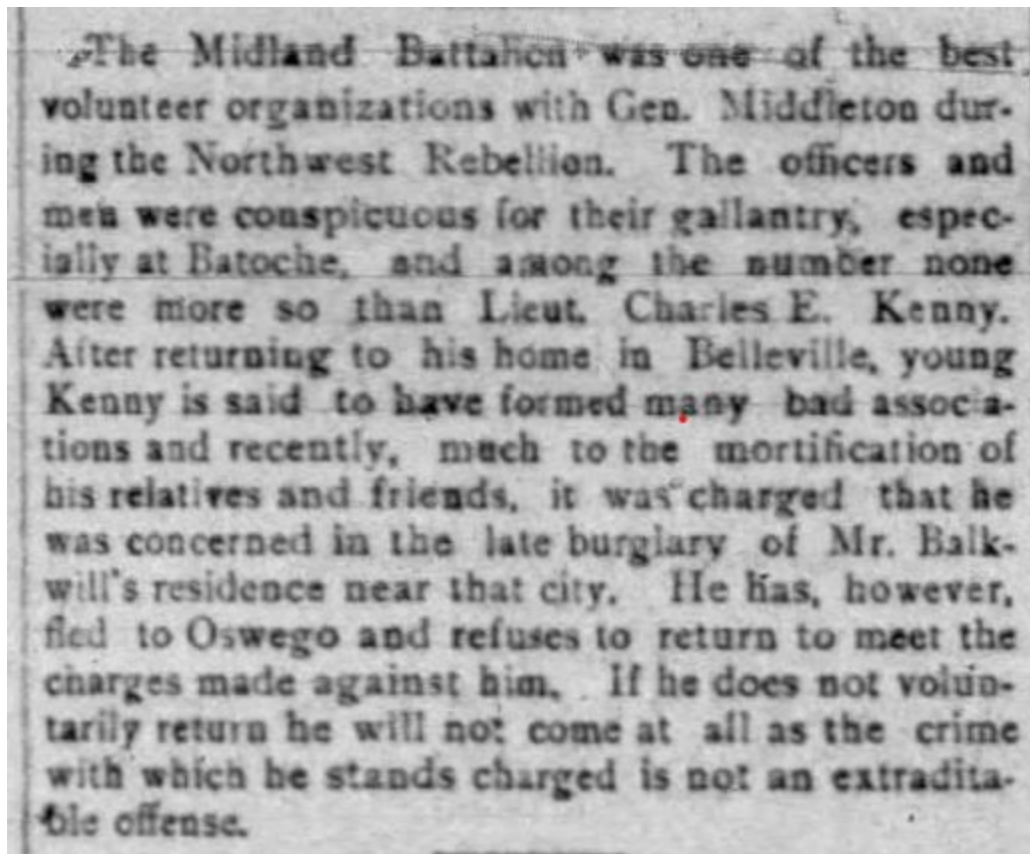 The Midland Battalion was one of the best
volunteer organizations with Gen. Middleton dur-
ing the Northwest Rebellion. The officers and
men were conspicuous for their gallantry, espec-
ially at Batoche, and among the number none
were more so than Lieut. Charles E. Kenny.
After returning to his home in Belleville, young
Kenny is said to have formed many bad associa-
tions and recently, much to the mortification of
his relatives and friends, it was charged that he
was concerned in the late burglary of Mr. Balk-
will's residence near that city. He has, however,
fled to Oswego and refuses to return to meet the
charges made against him. If he does not volun-
tarily return he will not come at all as the crime
with which he stands charged is not an extradita-
ble offense.